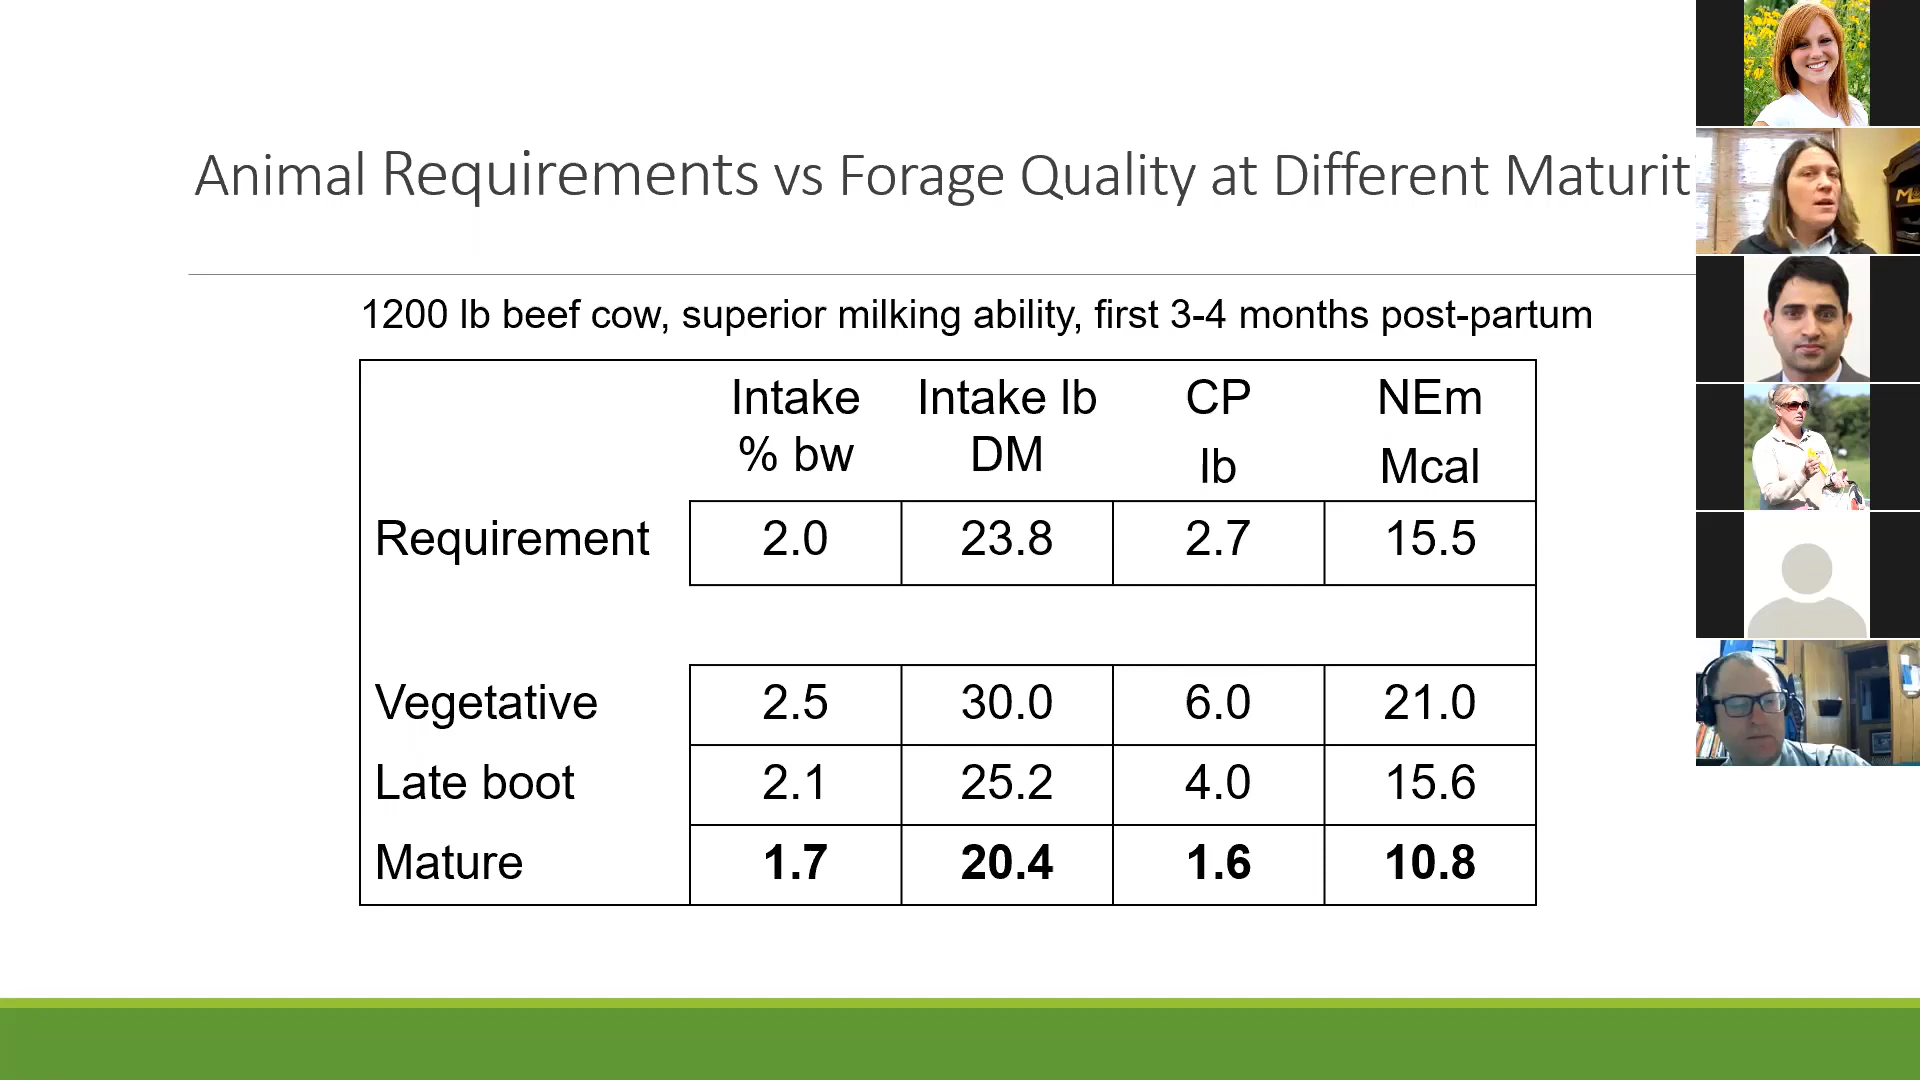 Animal Requirements vs Forage Quality at Different Maturit
1200 lb beef cow, superior milking ability, first 3-4 months post-partum
Intake % bw Intake lb DM CP lb NEm Mcal
Requirement 2.0 23.8 2.7 15.5
Vegetative 2.5 30.0 6.0 21.0
Late boot 2.1 25.2 4.0 15.6
Mature 1.7 20.4 1.6 10.8